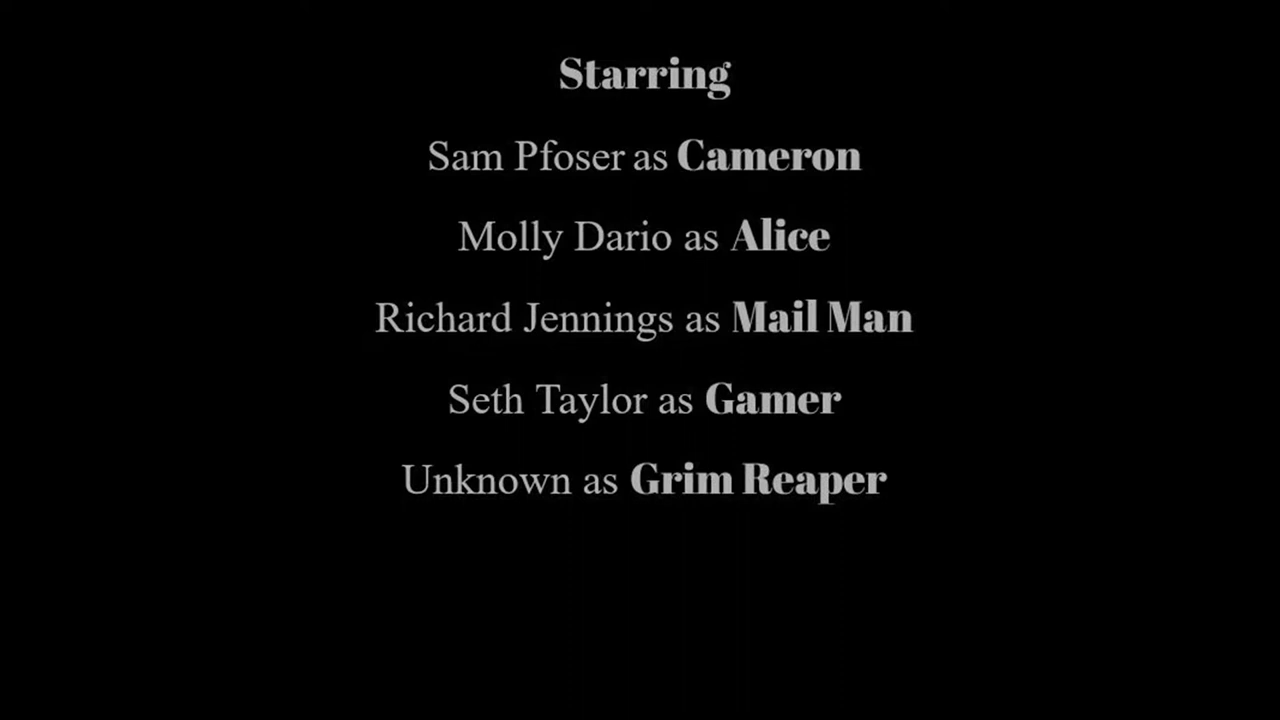 Starring
Sam Pfoser as Cameron
Molly Dario as Alice
Richard Jennings as Mail Man
Seth Taylor as Gamer
Unknown as Grim Reaper